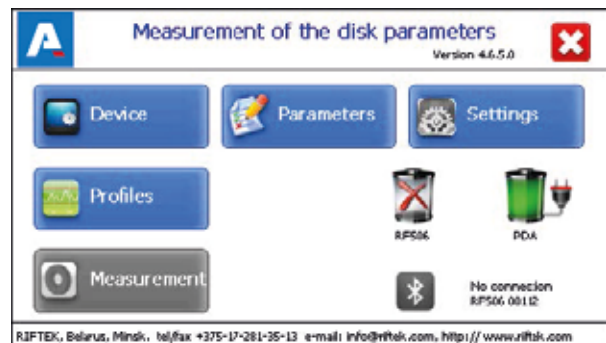 Measurement of the disk parameters
Version 4.6.5.0
Device
Parameters
Settings
Profiles
RF506
PDA
Measurement
No connecion
RF506 00112
RIFTEK, Belarus, Minsk, tel/fax +375-17-281-35-13 e-mail: info@riftek.com, http:// www.riftek.com